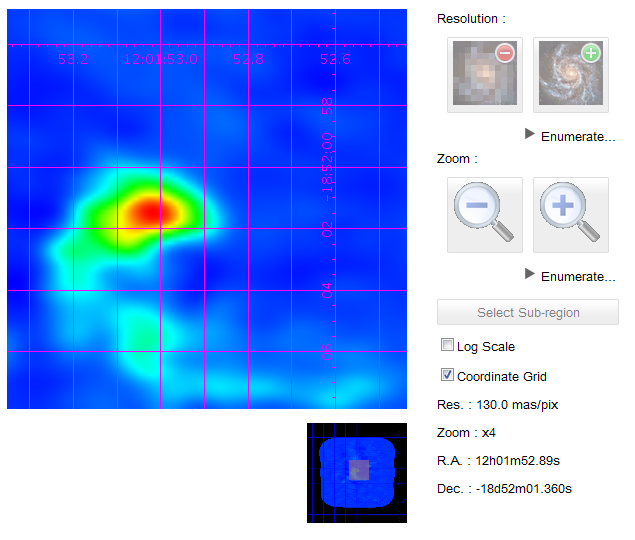 Resolution :
53.2
12:01:53.0
52.8
52.6
58
-18:52:00
02
04
06
Enumerate...
Zoom :
Enumerate...
Select Sub-region
Log Scale
Coordinate Grid
Res. : 130.0 mas/pix
Zoom : x4
R.A. : 12h01m52.89s
Dec. : -18d52m01.360s